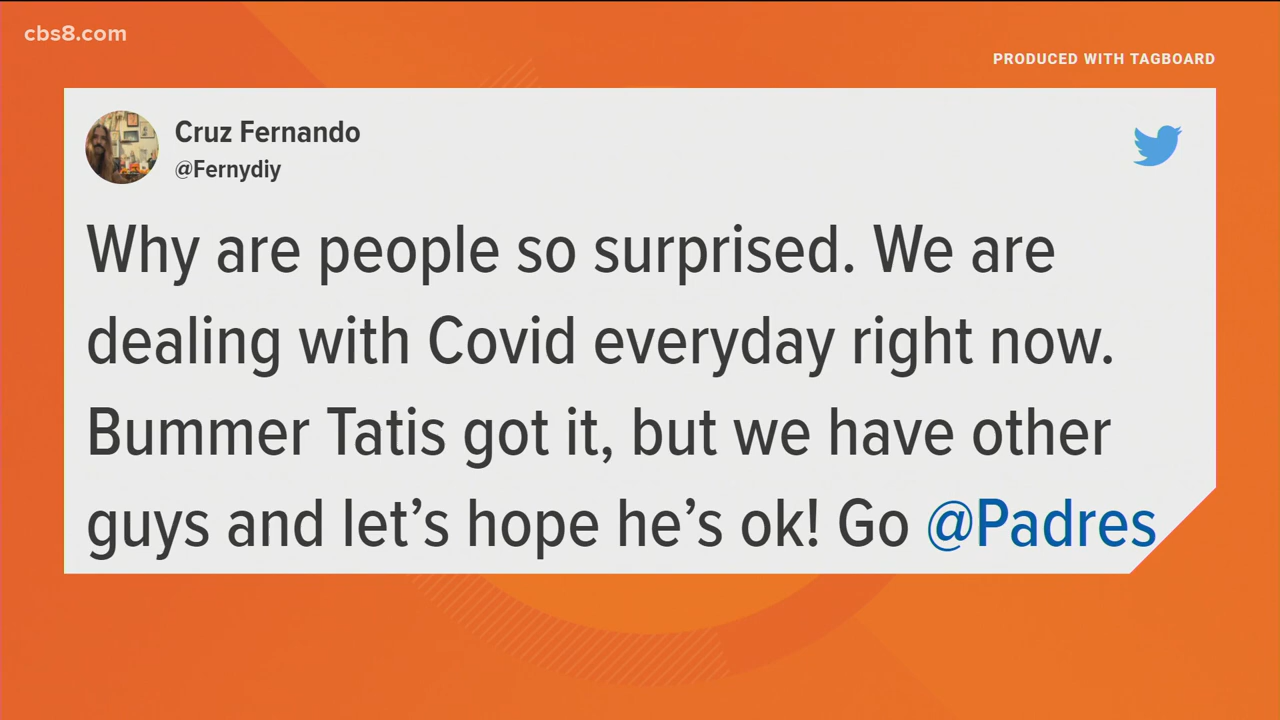 cbs8.com
PRODUCED WITH TAGBOARD
Cruz Fernando
@Fernydiy
Why are people so surprised. We are
dealing with Covid everyday right now.
Bummer Tatis got it, but we have other
guys and let’s hope he’s ok! Go @Padres